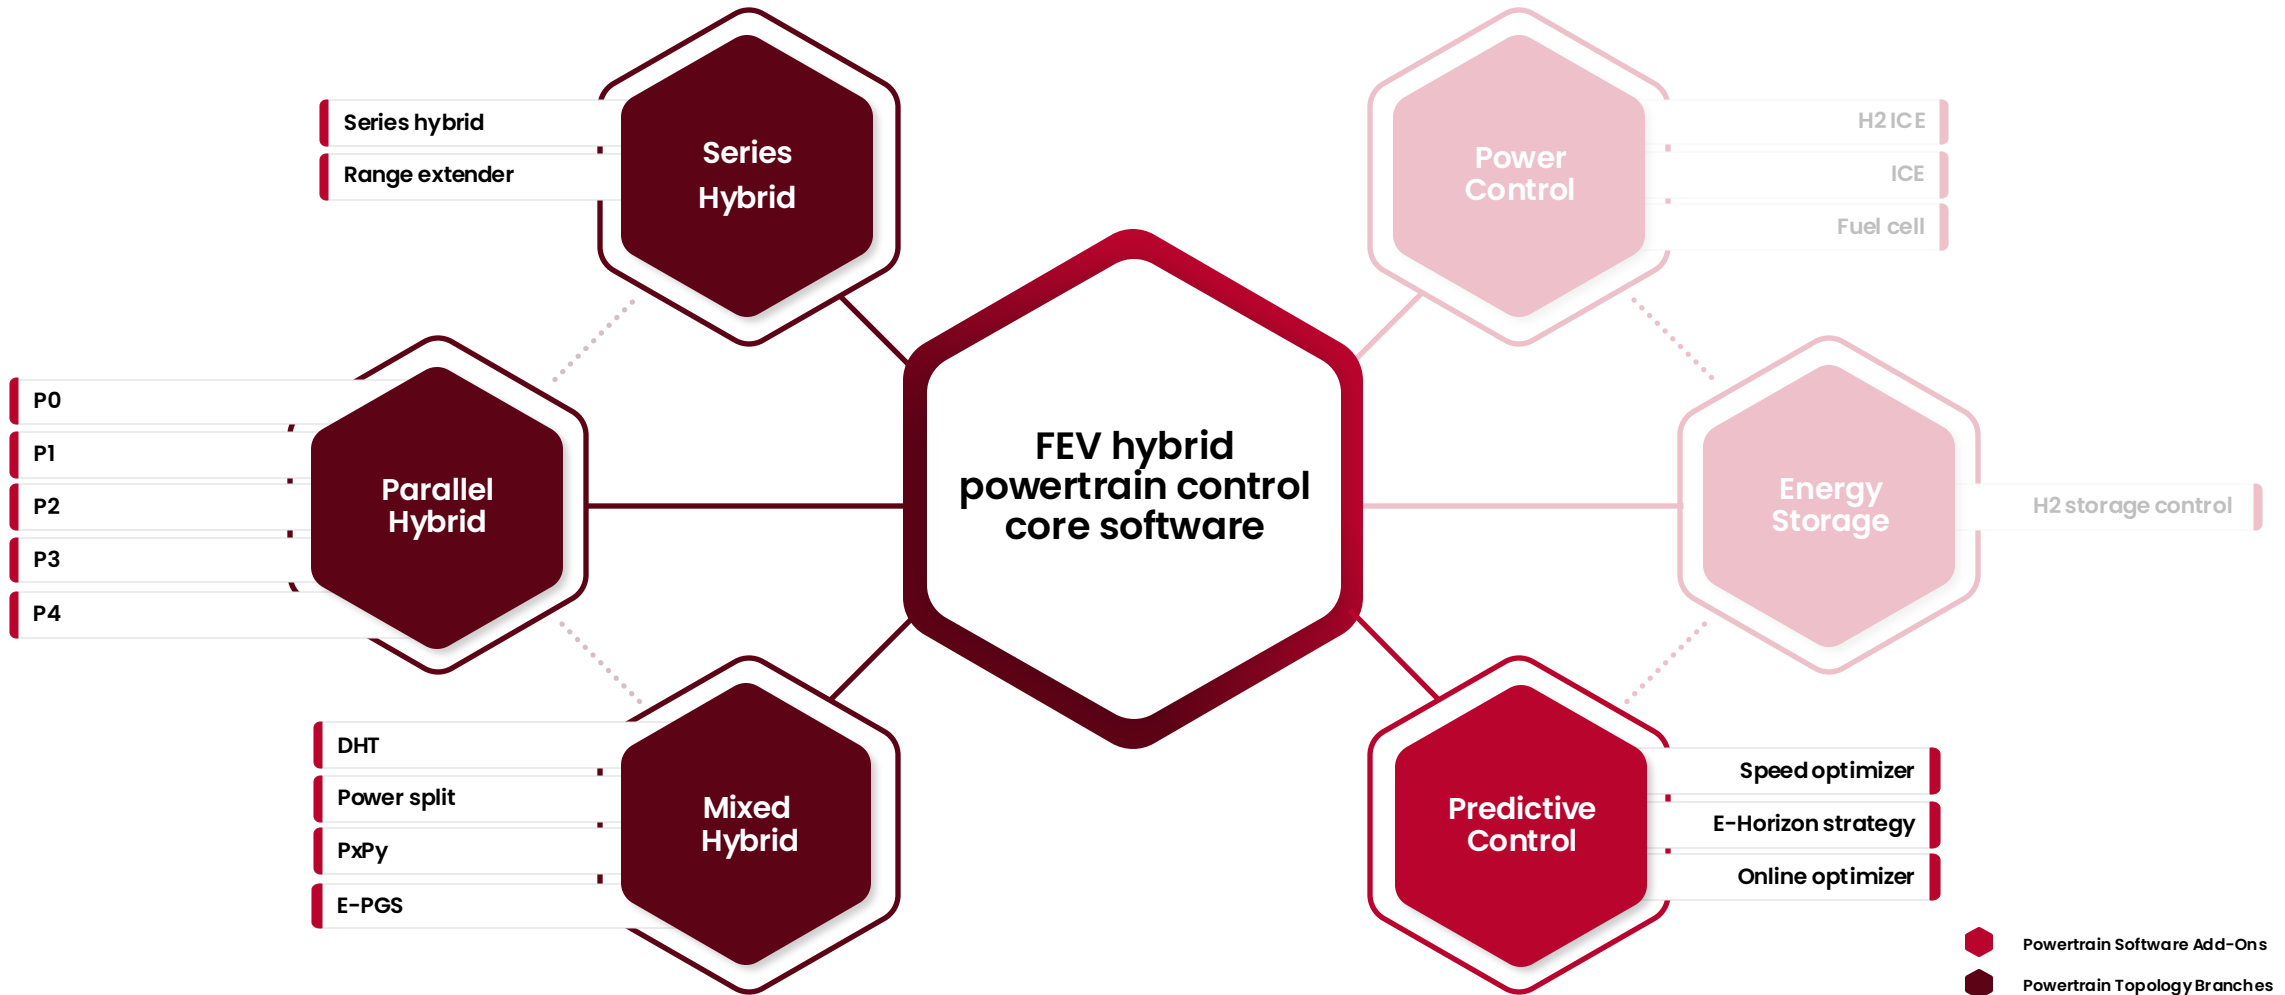 Series hybrid
Range extender
Series
Hybrid
P0
P1
P2
P3
P4
Parallel
Hybrid
DHT
Power split
PxPy
E-PGS
Mixed
Hybrid
FEV hybrid
powertrain control
core software
Power
Control
H2 ICE
ICE
Fuel cell
Energy
Storage
H2 storage control
Predictive
Control
Speed optimizer
E-Horizon strategy
Online optimizer
Powertrain Software Add-Ons
Powertrain Topology Branches